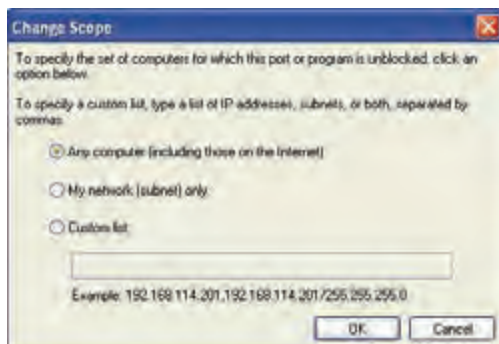 Change Scope
To specify the set of computers for which this port or program is unblocked, click an
option below.
To specify a custom list, type a list of IP addresses, subnets, or both, separated by
commas.
Any computer (including those on the Internet)
My network (subnet) only
Custom list:
Example: 192.168.114.201,192.168.114.201/255.255.255.0
OK
Cancel